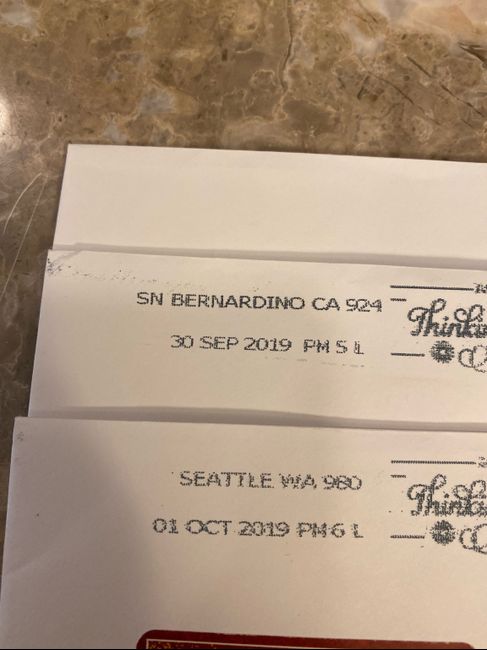 SN BERNARDINO CA 924
30 SEP 2019 PM 5 L
SEATTLE WA 980
01 OCT 2019 PM 6 L